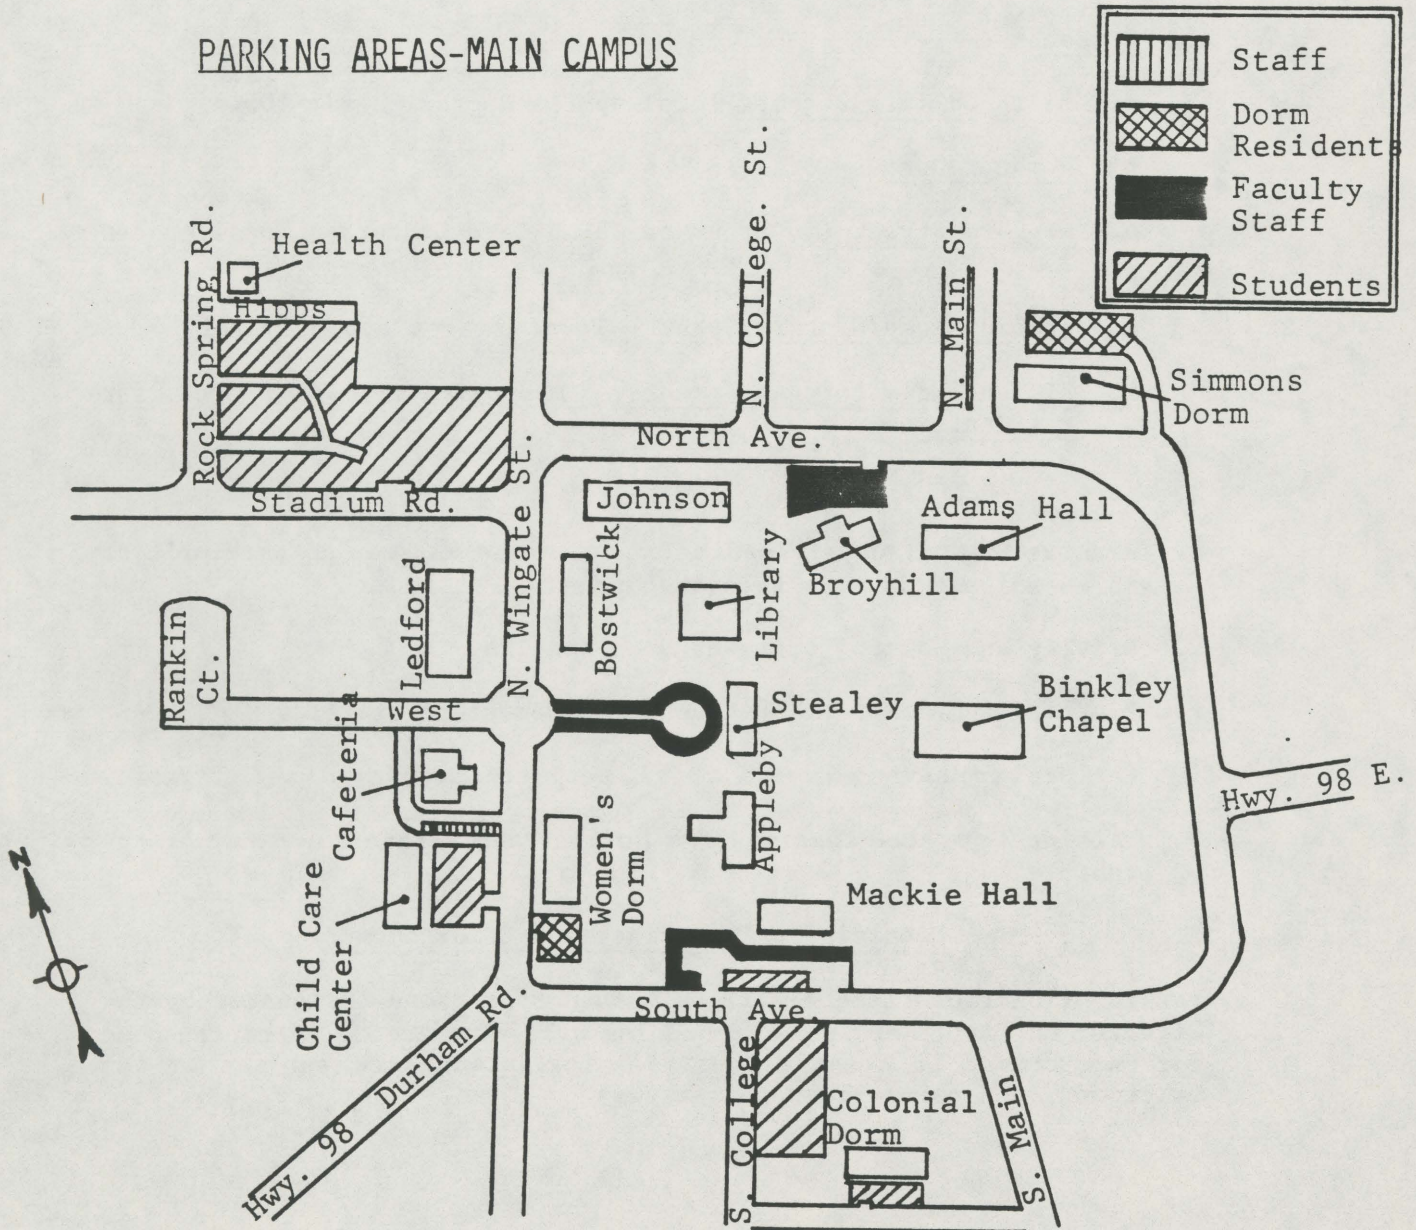 PARKING AREAS-MAIN CAMPUS
Staff
Dorm
Residents
Faculty
Staff
Students
Health Center
Hipps
Rock Spring Rd.
N. College. St.
N. Main St.
Simmons
Dorm
North Ave.
Stadium Rd.
N. Wingate St.
Johnson
Adams Hall
Bostwick
Library
Broyhill
Ledford
Rankin
Ct.
West
Stealey
Binkley
Chapel
Cafeteria
Appleby
Hwy. 98 E.
Women's
Dorm
N
Child Care
Center
Mackie Hall
South Ave.
Hwy. 98 Durham Rd.
S. College
Colonial
Dorm
S. Main